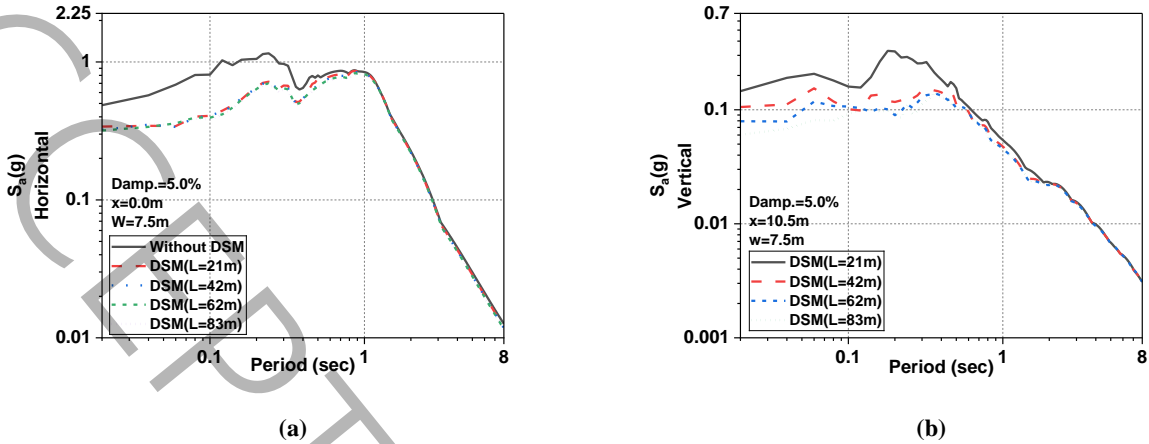 2.25
1
0.1
0.01
Sa(g)
Horizontal
Damp.=5.0%
x=0.0m
W=7.5m
Without DSM
DSM(L=21m)
DSM(L=42m)
DSM(L=62m)
DSM(L=83m)
0.1 1 8
Period (sec)
(a)
0.7
0.1
0.01
0.001
Sa(g)
Vertical
Damp.=5.0%
x=10.5m
w=7.5m
DSM(L=21m)
DSM(L=42m)
DSM(L=62m)
DSM(L=83m)
0.1 1 8
Period (sec)
(b)
CEPT